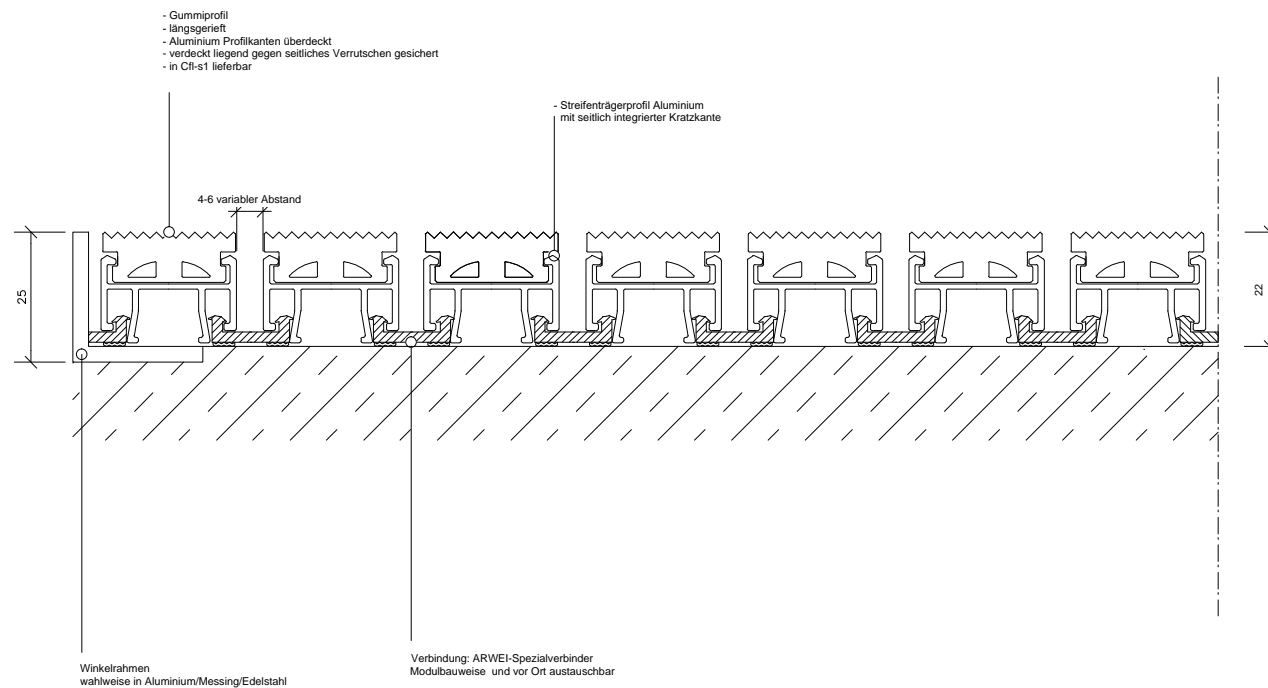 - Gummiprofil
- längsgerieft
- Aluminium Profilkanten überdeckt
- verdeckt liegend gegen seitliches Verrutschen gesichert
- in Cfl-s1 lieferbar
- Streifenträgerprofil Aluminium
mit seitlich integrierter Kratzkante
4-6 variabler Abstand
25
22
Winkelrahmen
wahlweise in Aluminium/Messing/Edelstahl
Verbindung: ARWEI-Spezialverbinder
Modulbauweise und vor Ort austauschbar